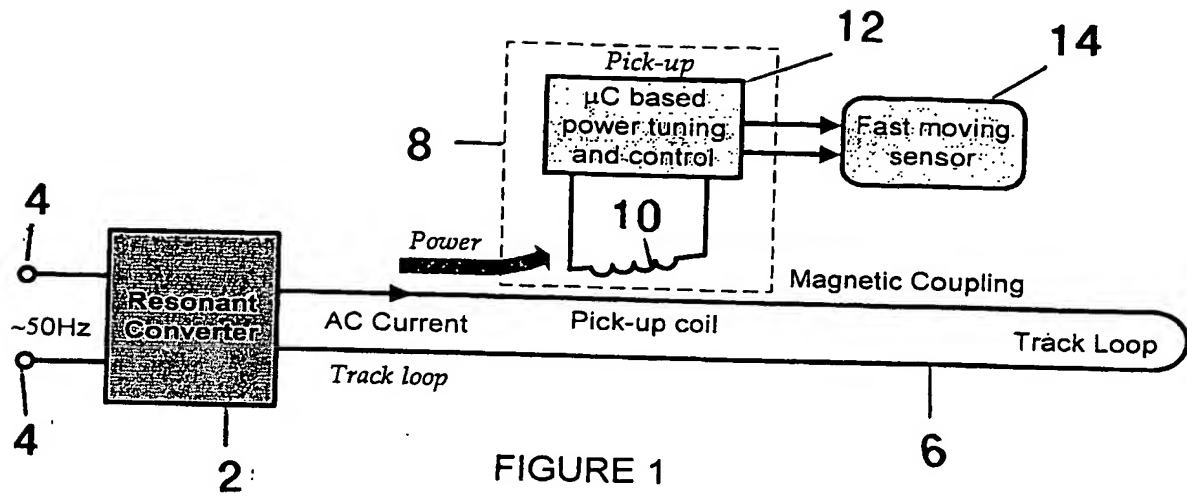 12
14
Pick-up
µC based
power tuning
and control
Fast moving
sensor
8
10
4
Power
Resonant
Converter
~50Hz
AC Current
Pick-up coil
Magnetic Coupling
Track Loop
Track loop
4
2
6
FIGURE 1